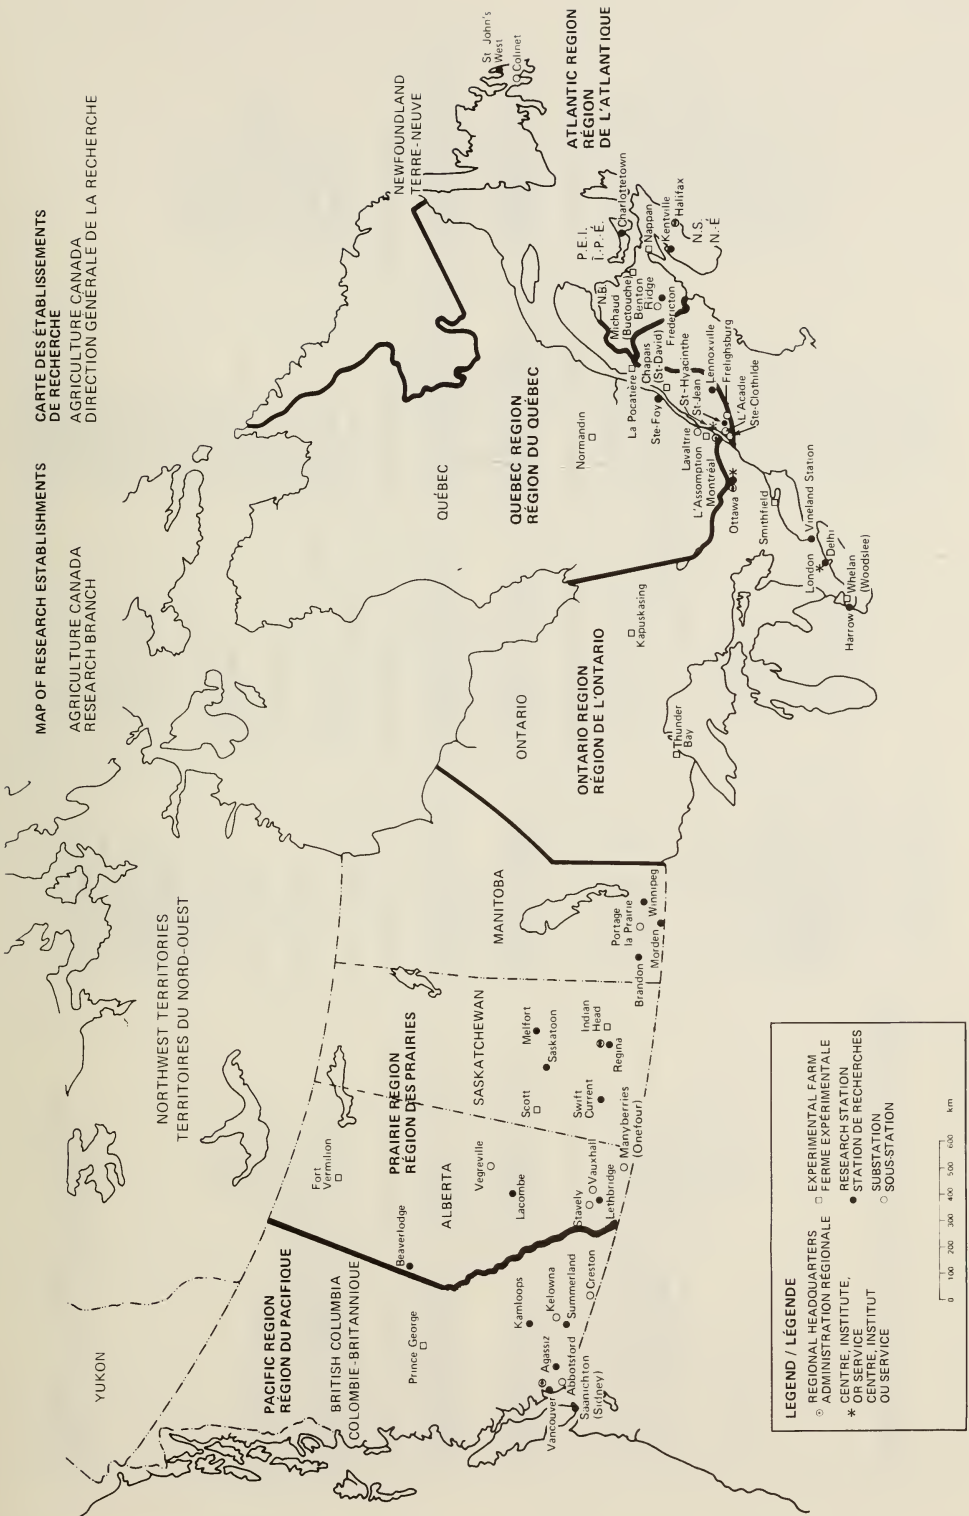 MAP OF RESEARCH ESTABLISHMENTS
AGRICULTURE CANADA
RESEARCH BRANCH
CARTE DES ÉTABLISSEMENTS
DE RECHERCHE
AGRICULTURE CANADA
DIRECTION GÉNÉRALE DE LA RECHERCHE
YUKON
NORTHWEST TERRITORIES
TERRITOIRES DU NORD-OUEST
PACIFIC REGION
RÉGION DU PACIFIQUE
BRITISH COLUMBIA
COLOMBIE-BRITANNIQUE
Prince George
Kamloops
Kelowna
Summerland
Creston
Agassiz
Abbotsford
Vancouver
Saanichton
(Sidney)
PRAIRIE REGION
RÉGION DES PRAIRIES
ALBERTA
Fort
Vermilion
Beaverlodge
Vegreville
Lacombe
Stavely
Vauxhall
Lethbridge
Manyberries
(Onefour)
SASKATCHEWAN
Scott
Melfort
Saskatoon
Swift
Current
Indian
Head
Regina
MANITOBA
Brandon
Portage
la Prairie
Morden
Winnipeg
ONTARIO
ONTARIO REGION
RÉGION DE L'ONTARIO
Thunder
Bay
Kapuskasing
Harrow
Whelan
(Woodslee)
London
Delhi
Vineland Station
Smithfield
Ottawa
QUÉBEC
QUEBEC REGION
RÉGION DU QUÉBEC
Normandin
La Pocatière
Chapais
(St-David)
Ste-Foy
St-Hyacinthe
St-Jean
Lavaltrie
L'Assomption
Montréal
Lennoxville
Frelighsburg
L'Acadie
Ste-Clothilde
NEWFOUNDLAND
TERRE-NEUVE
St John's
West
Colinet
ATLANTIC REGION
RÉGION
DE L'ATLANTIQUE
P.E.I.
Î.-P.-É.
Charlottetown
N.B.
Michaud
(Buctouche)
Benton
Ridge
Fredericton
Nappan
Kentville
Halifax
N.S.
N.-É
LEGEND / LÉGENDE
REGIONAL HEADQUARTERS
ADMINISTRATION RÉGIONALE
CENTRE, INSTITUTE,
* OR SERVICE
CENTRE, INSTITUT
OU SERVICE
EXPERIMENTAL FARM
FERME EXPÉRIMENTALE
RESEARCH STATION
STATION DE RECHERCHES
SUBSTATION
SOUS-STATION
0 100 200 300 400 500 600 km